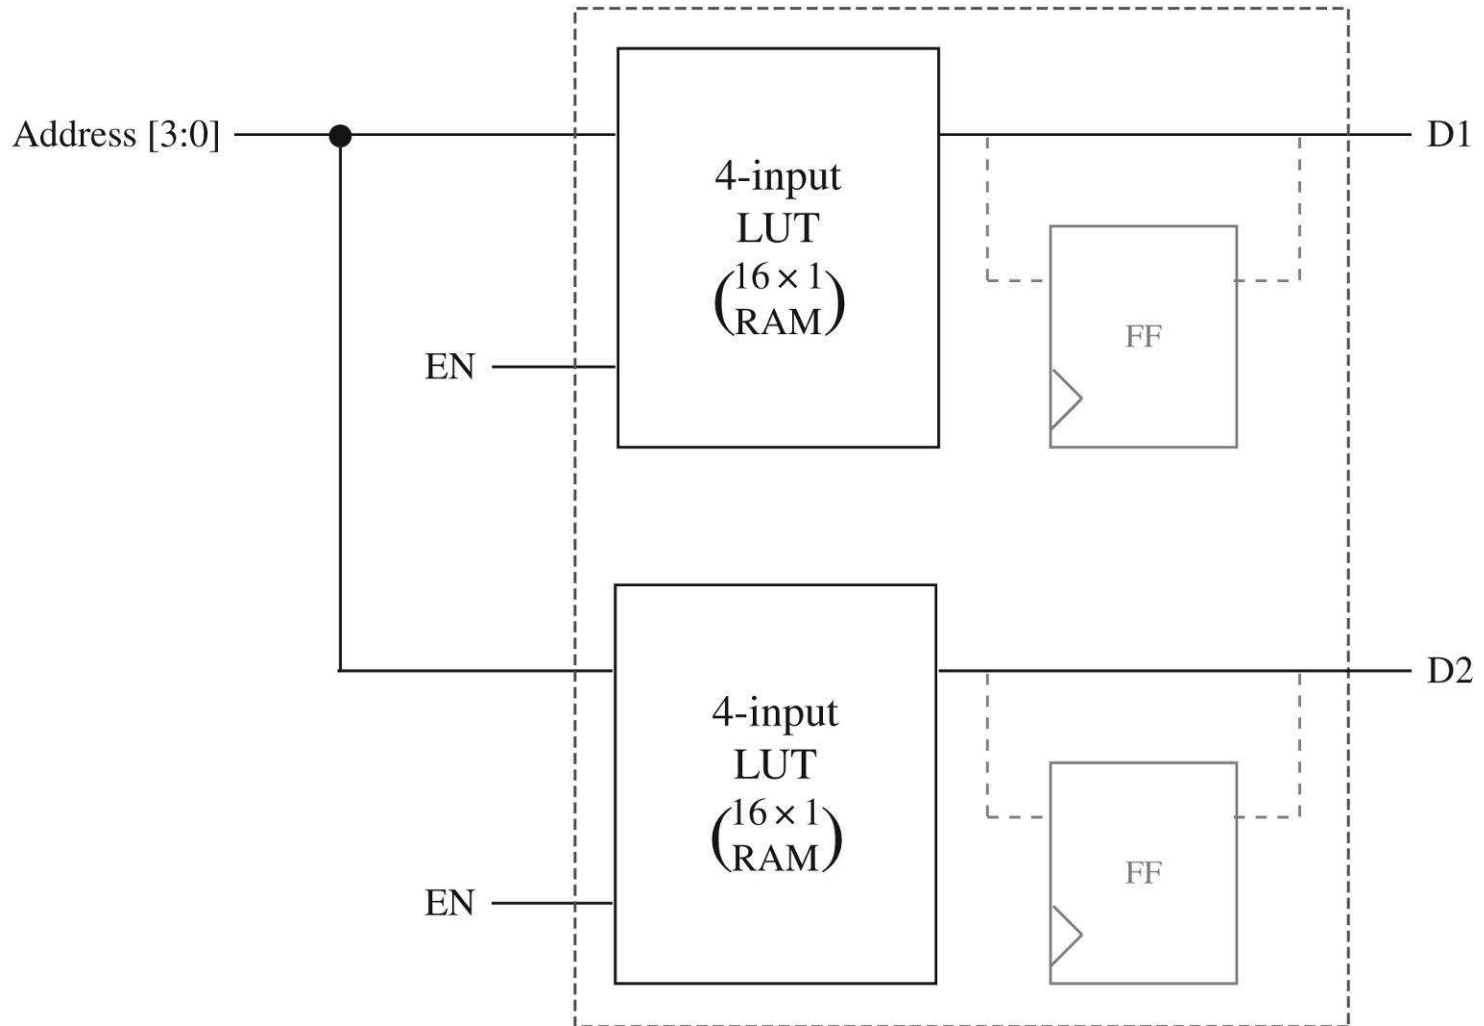 Address [3:0]
D1
4-input
LUT
(16 × 1
RAM)
FF
EN
D2
4-input
LUT
(16 × 1
RAM)
FF
EN